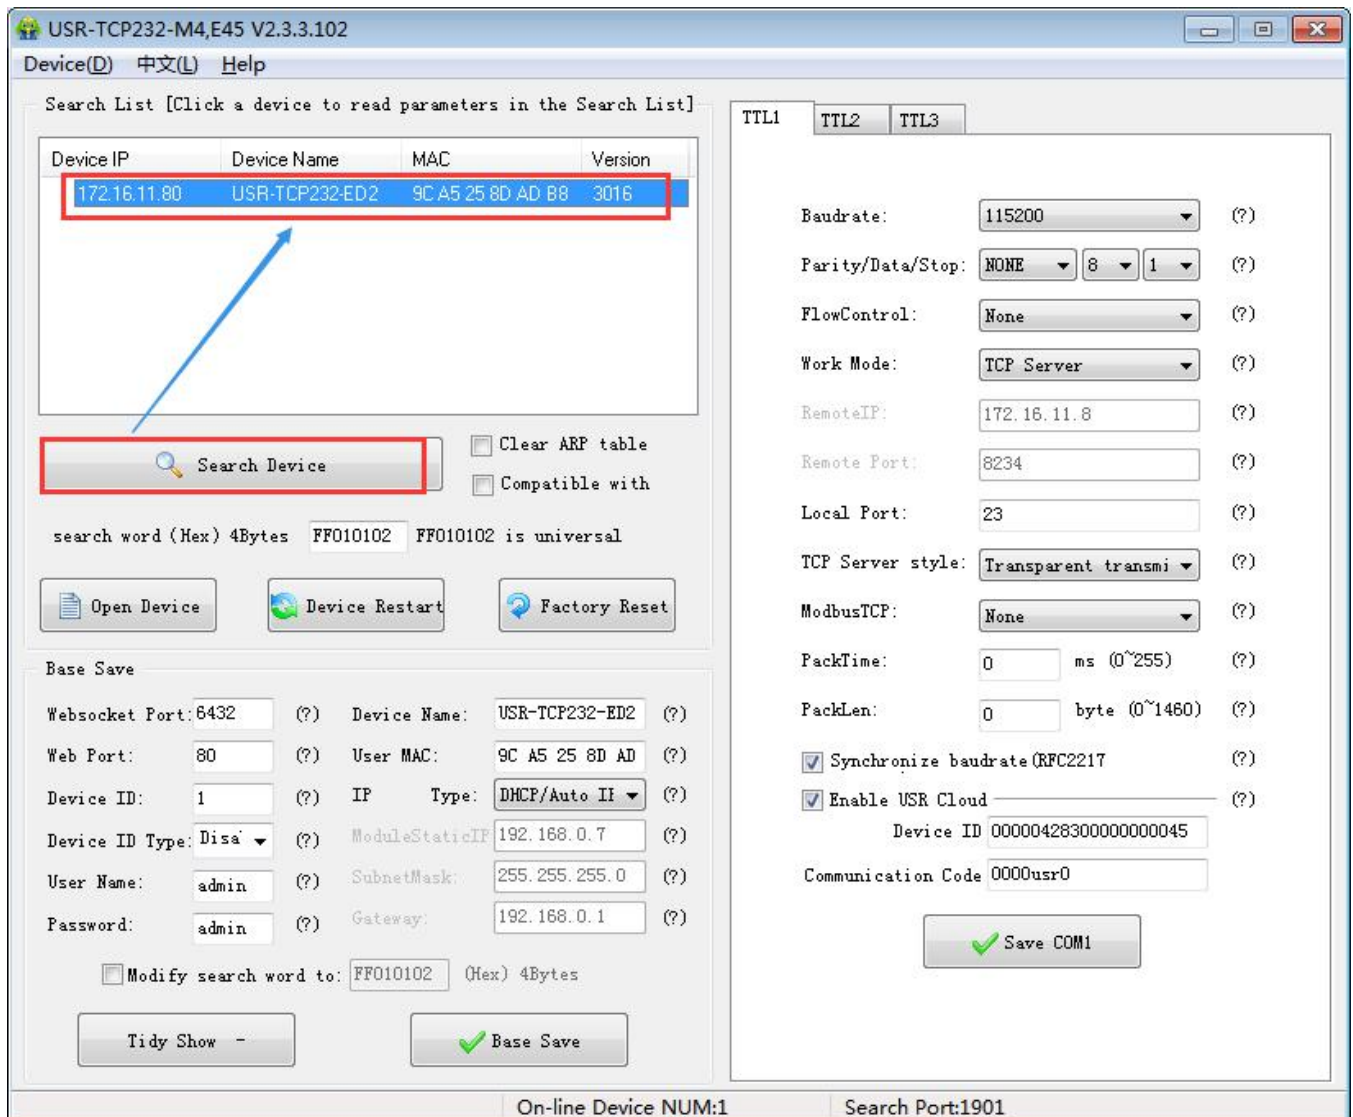 USR-TCP232-M4,E45 V2.3.3.102
Device(D) 中文(L) Help
Search List [Click a device to read parameters in the Search List]
Device IP Device Name MAC Version
172.16.11.80 USR-TCP232-ED2 9C A5 25 8D AD B8 3016
Search Device
Clear ARP table
Compatible with
search word (Hex) 4Bytes FF010102 FF010102 is universal
Open Device Device Restart Factory Reset
Base Save
Websocket Port: 6432 (?) Device Name: USR-TCP232-ED2 (?)
Web Port: 80 (?) User MAC: 9C A5 25 8D AD (?)
Device ID: 1 (?) IP Type: DHCP/Auto II (?)
Device ID Type: Disa (?) ModuleStaticIP 192.168.0.7 (?)
User Name: admin (?) SubnetMask: 255.255.255.0 (?)
Password: admin (?) Gateway: 192.168.0.1 (?)
Modify search word to: FF010102 (Hex) 4Bytes
Tidy Show - Base Save
TTL1 TTL2 TTL3
Baudrate: 115200 (?)
Parity/Data/Stop: NONE 8 1 (?)
FlowControl: None (?)
Work Mode: TCP Server (?)
RemoteIP: 172.16.11.8 (?)
Remote Port: 8234 (?)
Local Port: 23 (?)
TCP Server style: Transparent transmi (?)
ModbusTCP: None (?)
PackTime: 0 ms (0~255) (?)
PackLen: 0 byte (0~1460) (?)
Synchronize baudrate(RFC2217 (?)
Enable USR Cloud (?)
Device ID 00000428300000000045
Communication Code 0000usr0
Save COM1
On-line Device NUM:1 Search Port:1901